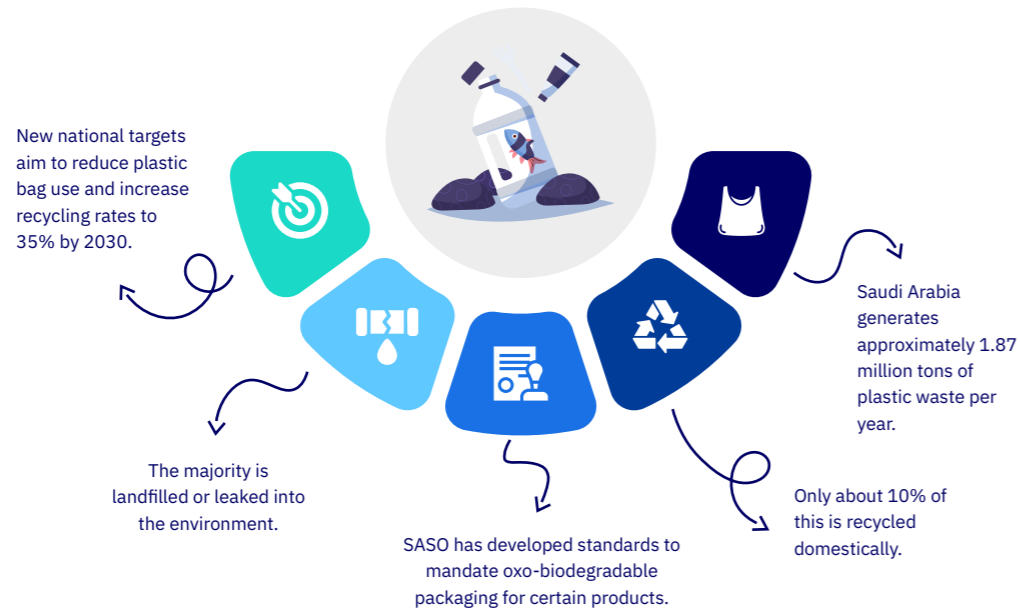 New national targets
aim to reduce plastic
bag use and increase
recycling rates to
35% by 2030.
The majority is
landfilled or leaked into
the environment.
SASO has developed standards to
mandate oxo-biodegradable
packaging for certain products.
Only about 10% of
this is recycled
domestically.
Saudi Arabia
generates
approximately 1.87
million tons of
plastic waste per
year.